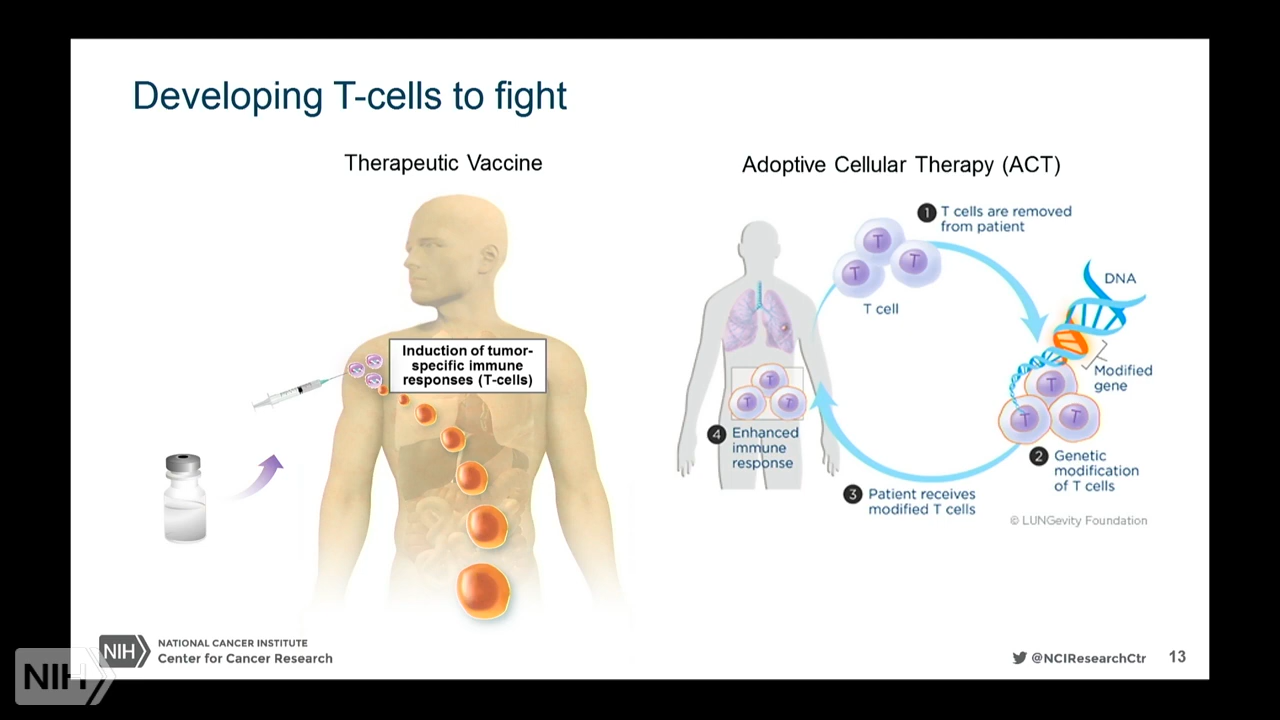 Developing T-cells to fight
Therapeutic Vaccine
Induction of tumor-
specific immune
responses (T-cells)
Adoptive Cellular Therapy (ACT)
1 T cells are removed
from patient
T
T
T
T cell
DNA
Modified
gene
T
T
T
2 Genetic
modification
of T cells
3 Patient receives
modified T cells
T
T
T
4 Enhanced
immune
response
© LUNGevity Foundation
NIH
NATIONAL CANCER INSTITUTE
Center for Cancer Research
@NCIResearchCtr 13
NIH